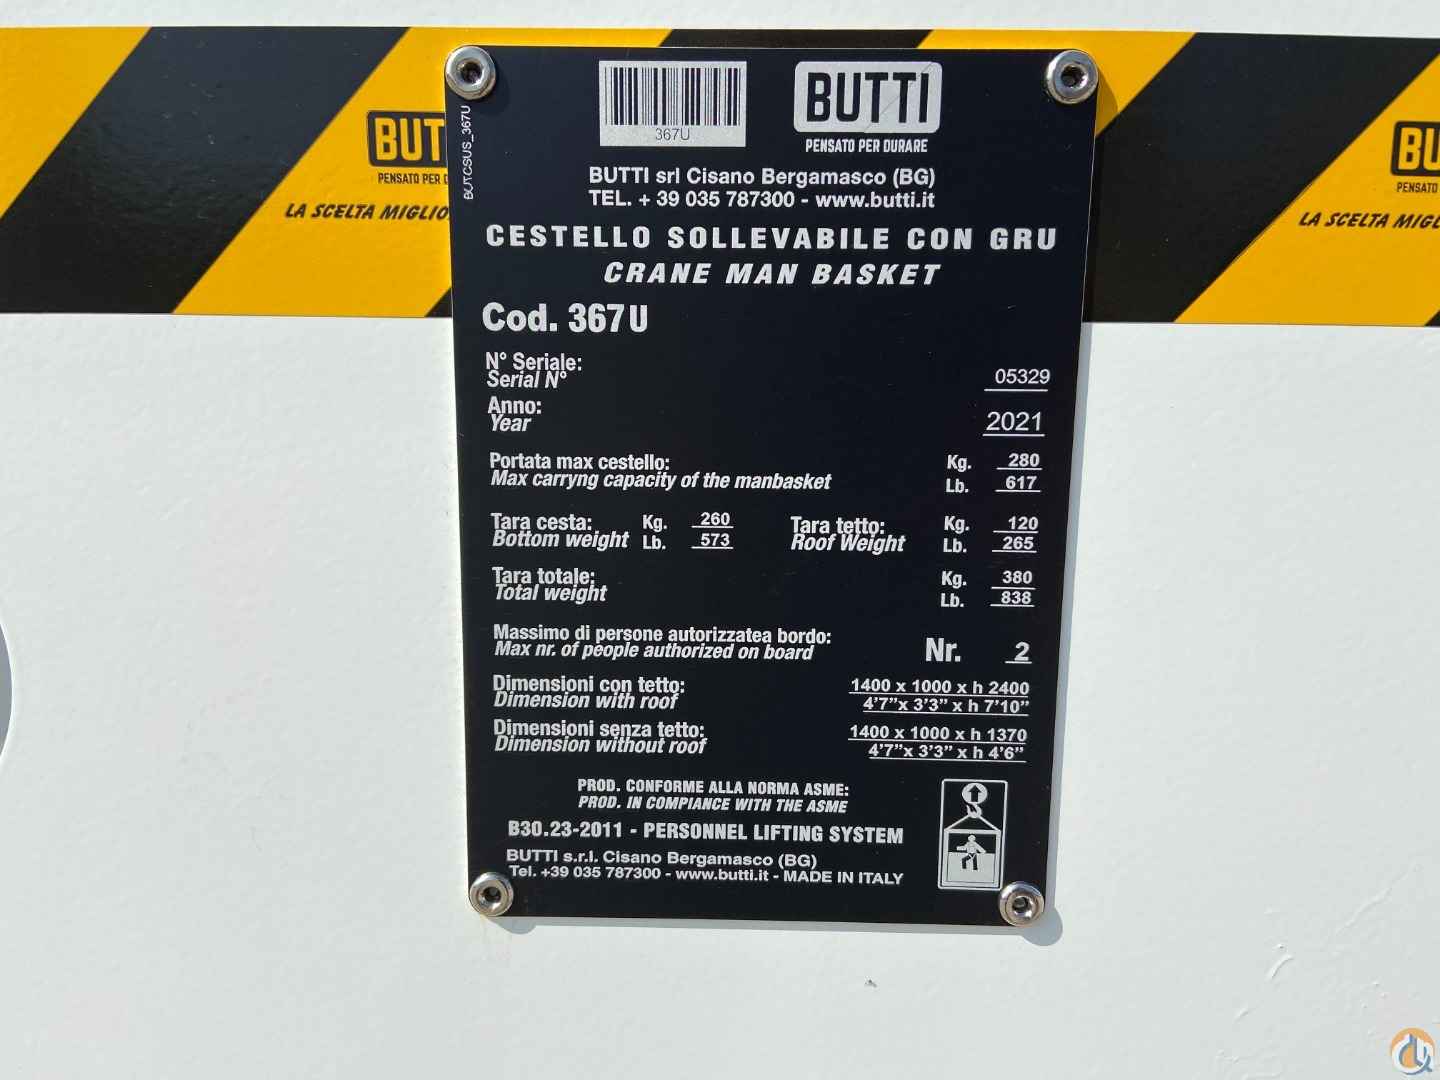 BUTCSUS_367U
367U
BUTTI
PENSATO PER DURARE
BUTTI srl Cisano Bergamasco (BG)
TEL. + 39 035 787300 - www.butti.it
CESTELLO SOLLEVABILE CON GRU
CRANE MAN BASKET
Cod. 367U
N° Seriale:
Serial N° 05329
Anno:
Year 2021
Portata max cestello: Kg. 280
Max carryng capacity of the manbasket Lb. 617
Tara cesta: Kg. 260 Tara tetto: Kg. 120
Bottom weight Lb. 573 Roof Weight Lb. 265
Tara totale: Kg. 380
Total weight Lb. 838
Massimo di persone autorizzatea bordo:
Max nr. of people authorized on board Nr. 2
Dimensioni con tetto: 1400 x 1000 x h 2400
Dimension with roof 4'7"x 3'3" x h 7'10"
Dimensioni senza tetto: 1400 x 1000 x h 1370
Dimension without roof 4'7"x 3'3" x h 4'6"
PROD. CONFORME ALLA NORMA ASME:
PROD. IN COMPIANCE WITH THE ASME
B30.23-2011 - PERSONNEL LIFTING SYSTEM
BUTTI s.r.l. Cisano Bergamasco (BG)
Tel. +39 035 787300 - www.butti.it - MADE IN ITALY
BUT
PENSATO PER D
LA SCELTA MIGLIO
BU
PENSATO
LA SCELTA MIGL